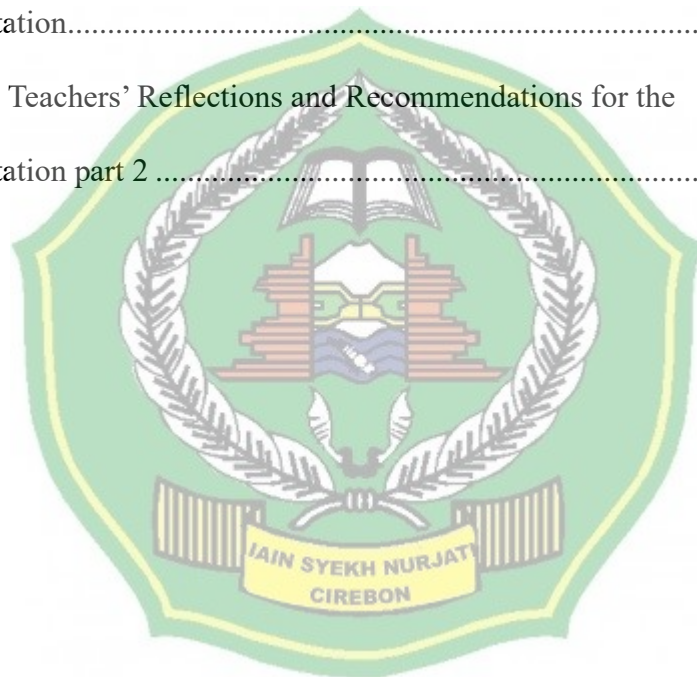 tation..........................................................................................
Teachers’ Reflections and Recommendations for the
tation part 2 ..........................................................................
IAIN SYEKH NURJATI
CIREBON